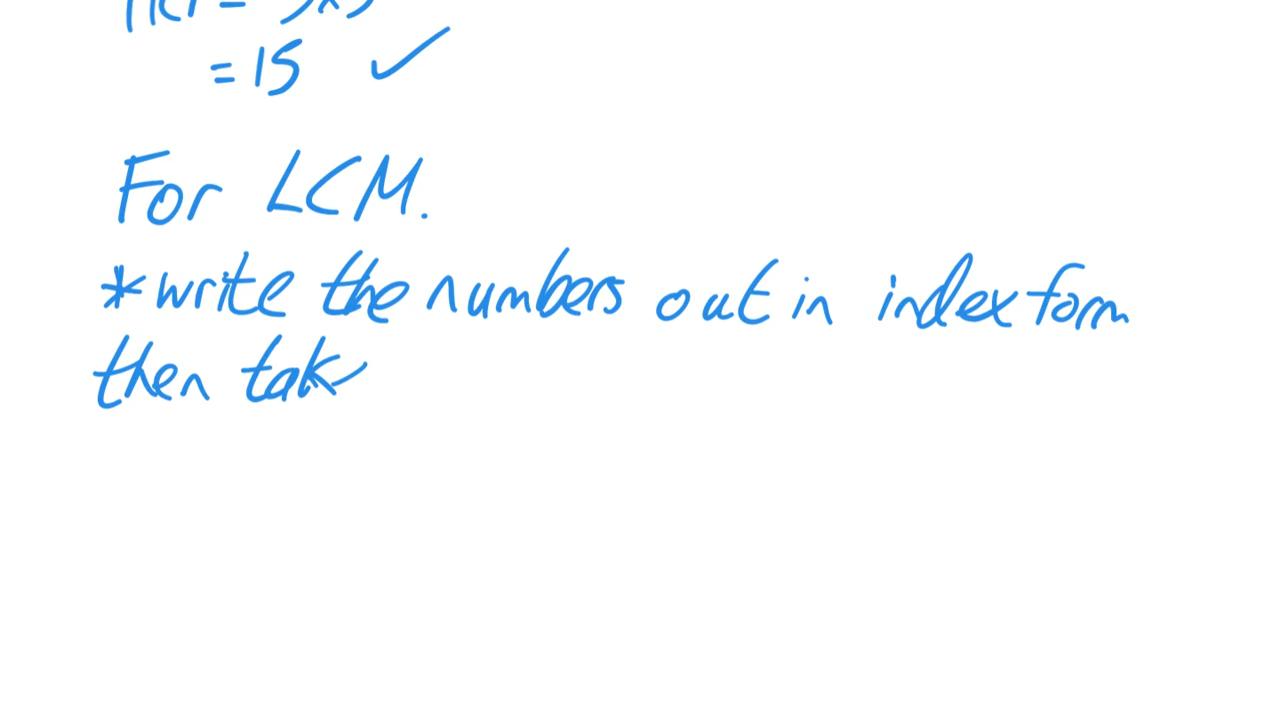 = 15 ✓
For LCM.
*write the numbers out in index form
then tak